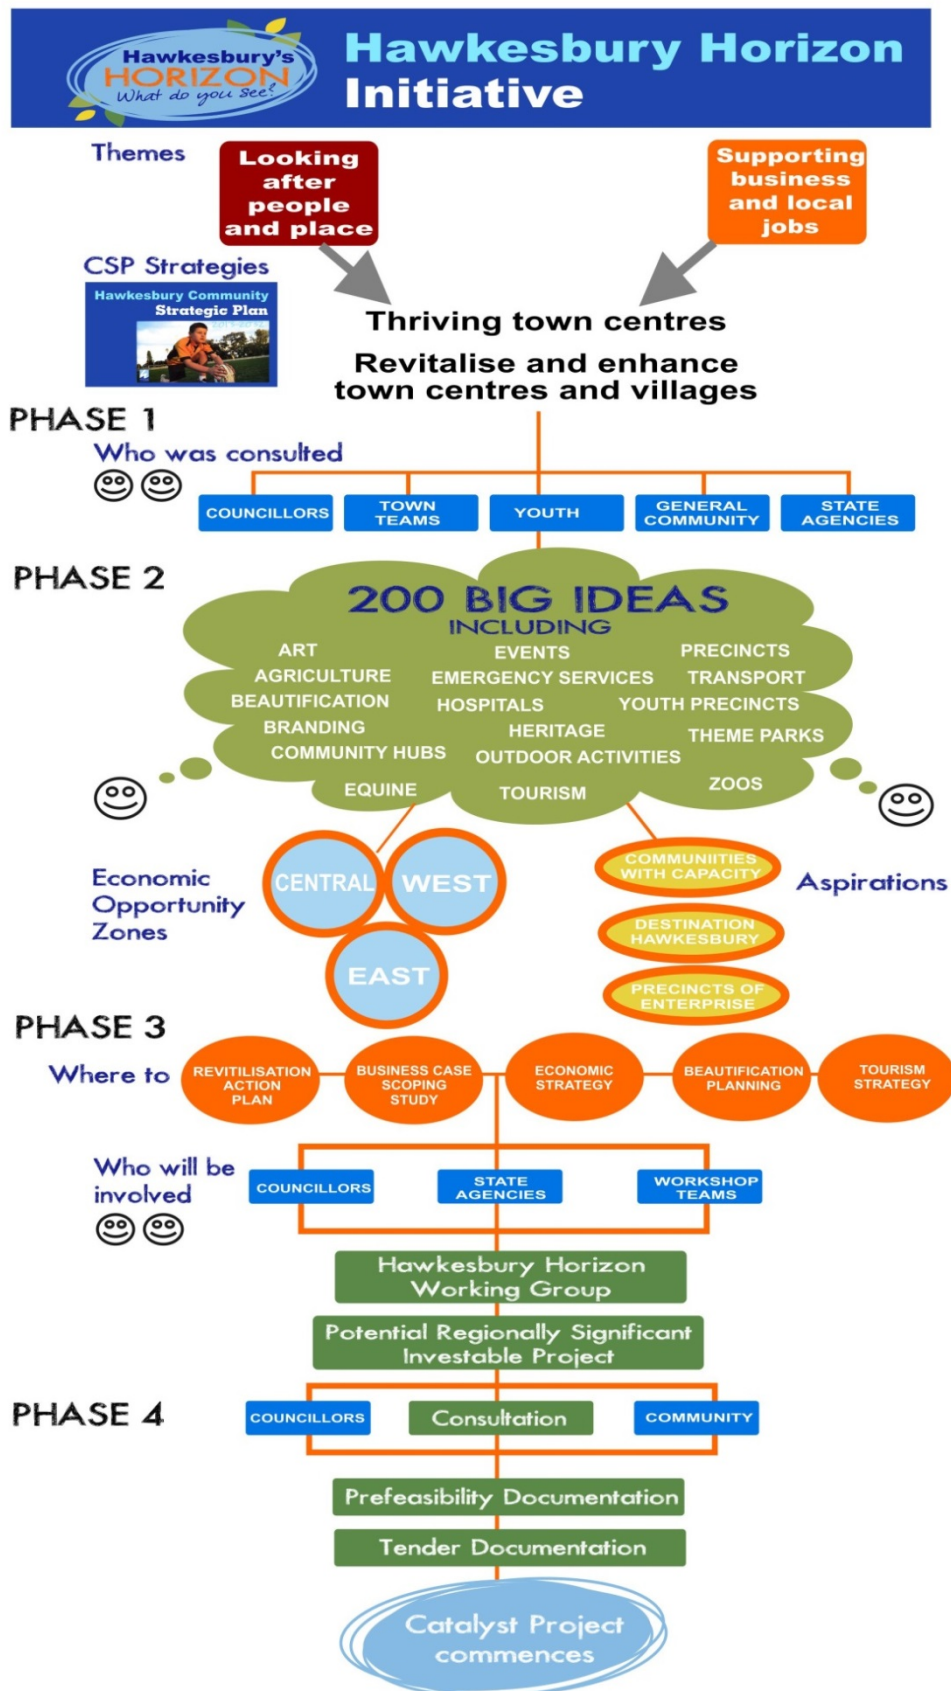 Hawkesbury's
HORIZON
What do you see?
Hawkesbury Horizon
Initiative
Themes
Looking
after
people
and place
Supporting
business
and local
jobs
CSP Strategies
Hawkesbury Community
Strategic Plan
Thriving town centres
Revitalise and enhance
town centres and villages
PHASE 1
Who was consulted
COUNCILLORS
TOWN
TEAMS
YOUTH
GENERAL
COMMUNITY
STATE
AGENCIES
PHASE 2
200 BIG IDEAS
INCLUDING
ART
EVENTS
PRECINCTS
AGRICULTURE
EMERGENCY SERVICES
TRANSPORT
BEAUTIFICATION
HOSPITALS
YOUTH PRECINCTS
BRANDING
HERITAGE
THEME PARKS
COMMUNITY HUBS
OUTDOOR ACTIVITIES
EQUINE
TOURISM
ZOOS
Economic
Opportunity
Zones
CENTRAL
WEST
EAST
COMMUNIITIES
WITH CAPACITY
DESTINATION
HAWKESBURY
PRECINCTS OF
ENTERPRISE
Aspirations
PHASE 3
Where to
REVITILISATION
ACTION
PLAN
BUSINESS CASE
SCOPING
STUDY
ECONOMIC
STRATEGY
BEAUTIFICATION
PLANNING
TOURISM
STRATEGY
Who will be
involved
COUNCILLORS
STATE
AGENCIES
WORKSHOP
TEAMS
Hawkesbury Horizon
Working Group
Potential Regionally Significant
Investable Project
PHASE 4
COUNCILLORS
Consultation
COMMUNITY
Prefeasibility Documentation
Tender Documentation
Catalyst Project
commences